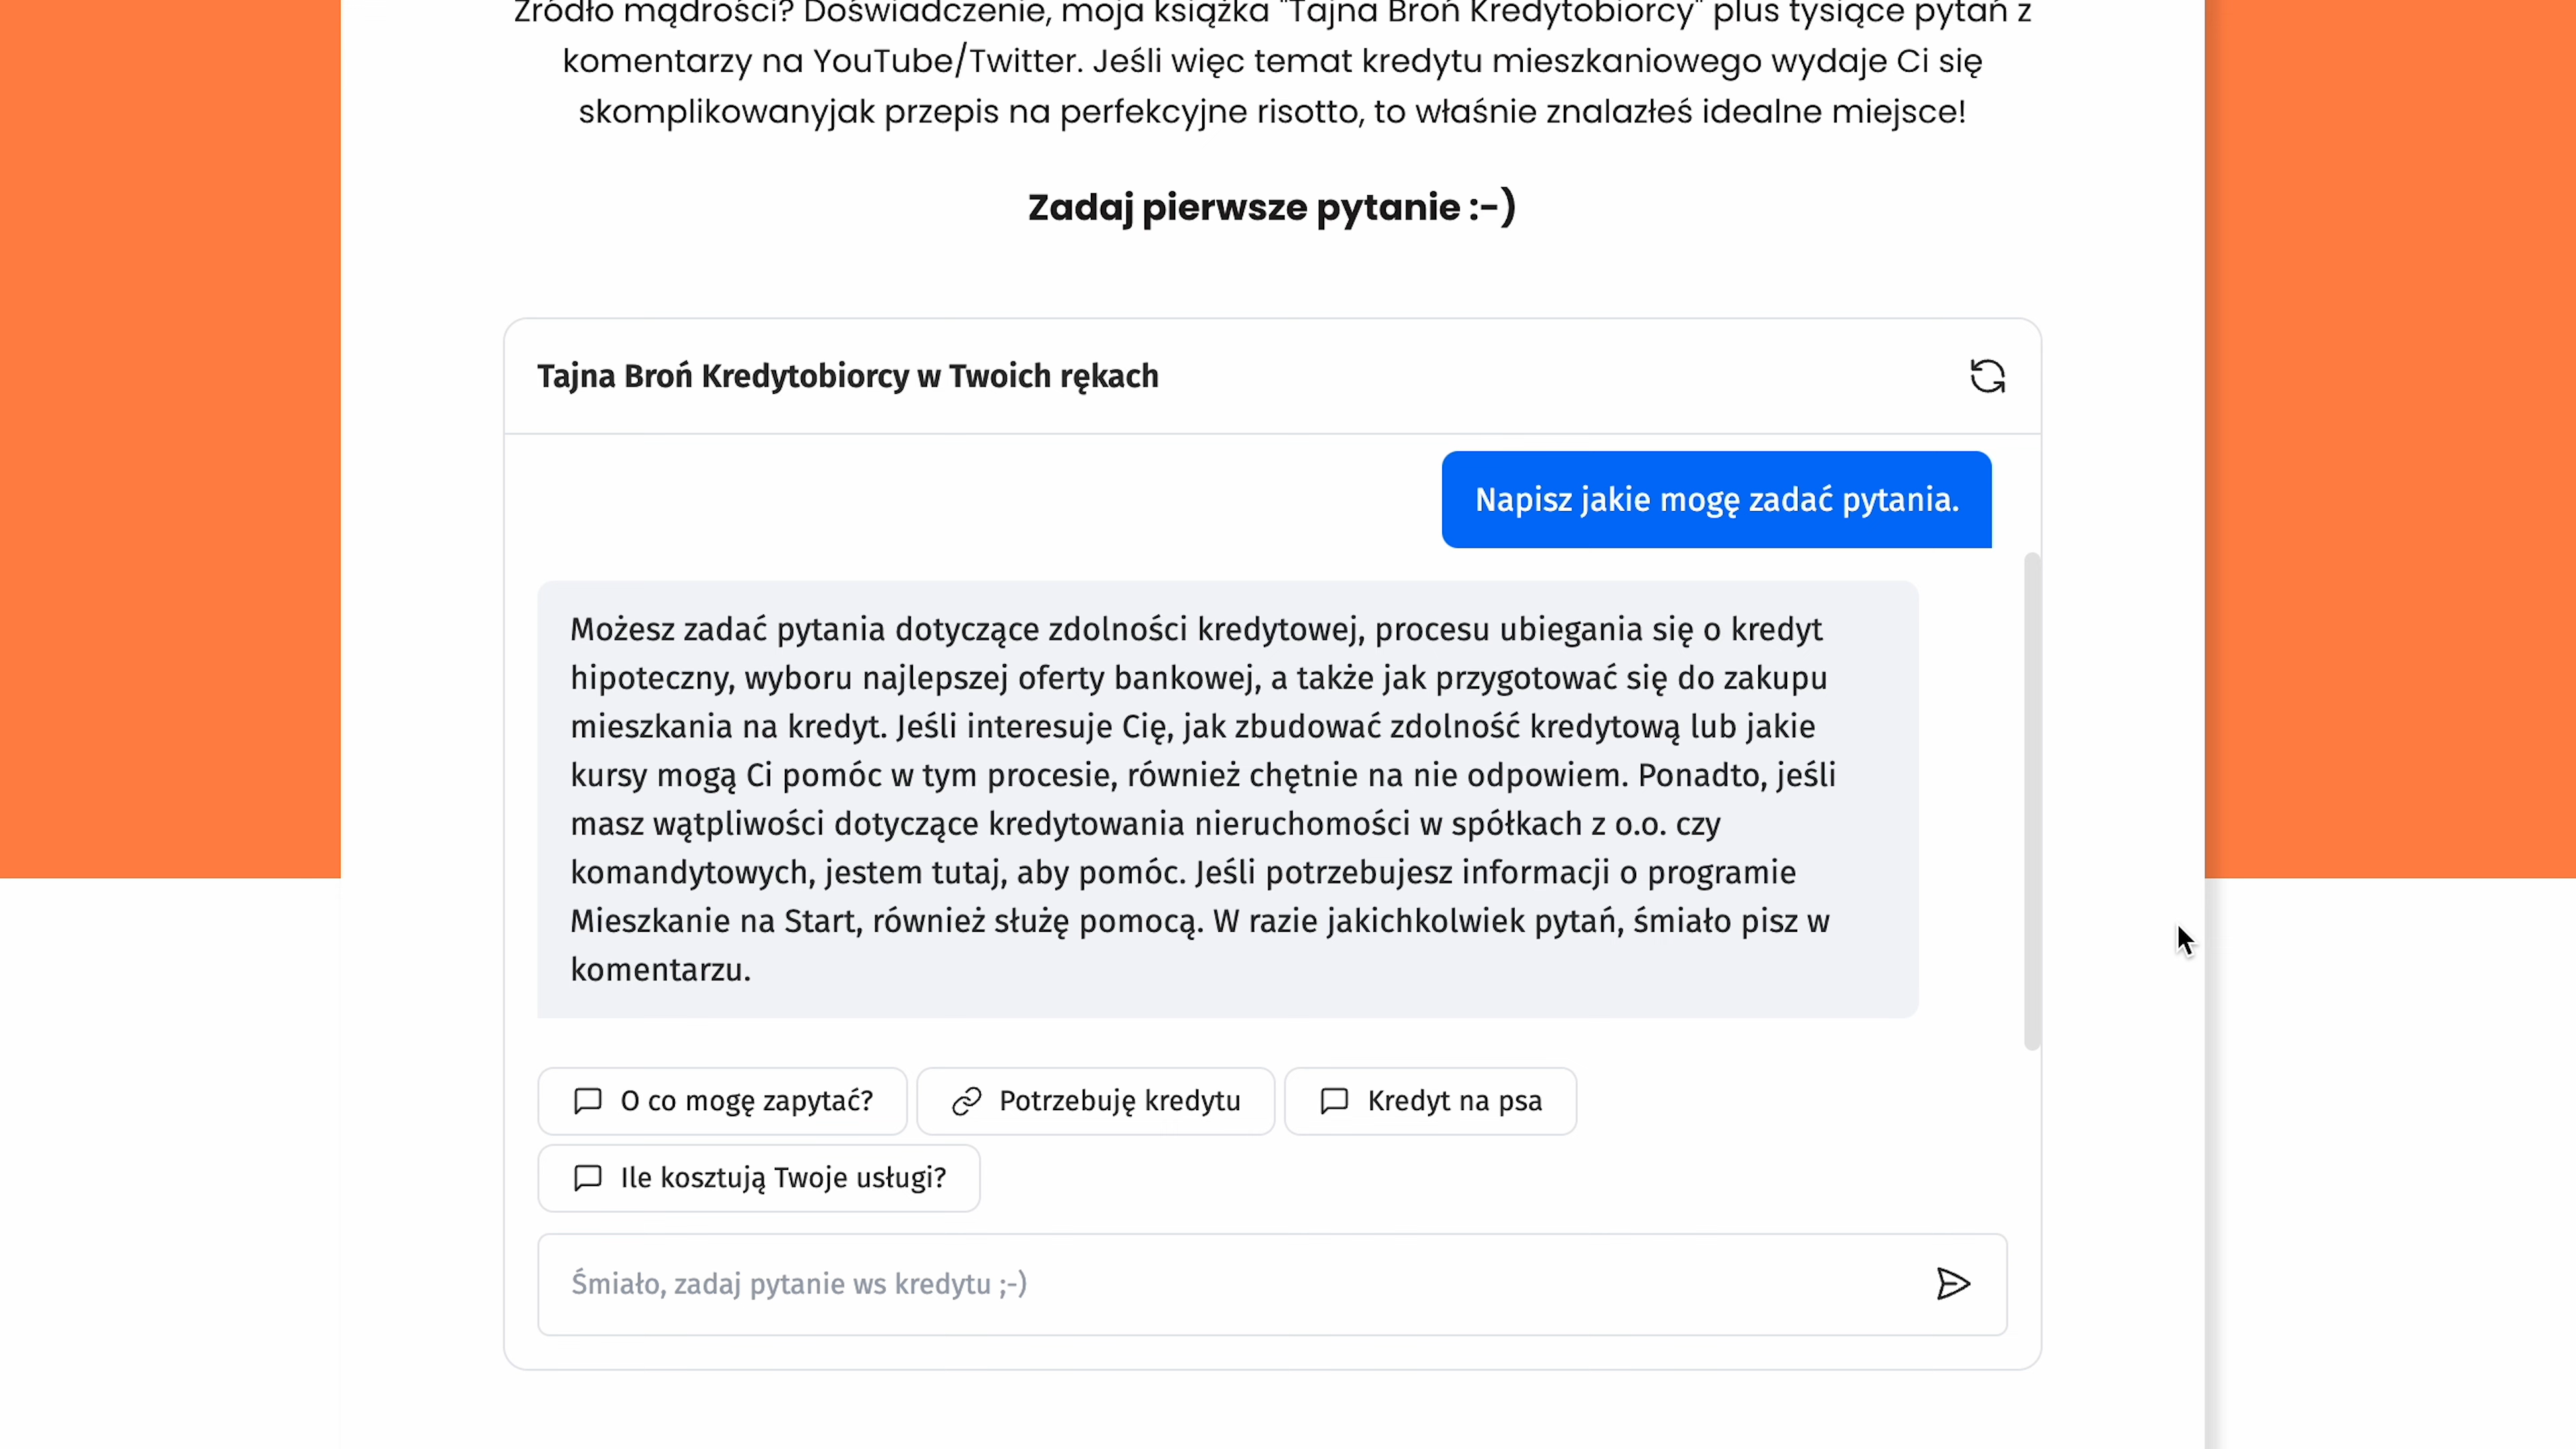 Źródło mądrości? Doświadczenie, moja książka "Tajna Broń Kredytobiorcy" plus tysiące pytań z
komentarzy na YouTube/Twitter. Jeśli więc temat kredytu mieszkaniowego wydaje Ci się
skomplikowanyjak przepis na perfekcyjne risotto, to właśnie znalazłeś idealne miejsce!
Zadaj pierwsze pytanie :-)
Tajna Broń Kredytobiorcy w Twoich rękach
Napisz jakie mogę zadać pytania.
Możesz zadać pytania dotyczące zdolności kredytowej, procesu ubiegania się o kredyt
hipoteczny, wyboru najlepszej oferty bankowej, a także jak przygotować się do zakupu
mieszkania na kredyt. Jeśli interesuje Cię, jak zbudować zdolność kredytową lub jakie
kursy mogą Ci pomóc w tym procesie, również chętnie na nie odpowiem. Ponadto, jeśli
masz wątpliwości dotyczące kredytowania nieruchomości w spółkach z o.o. czy
komandytowych, jestem tutaj, aby pomóc. Jeśli potrzebujesz informacji o programie
Mieszkanie na Start, również służę pomocą. W razie jakichkolwiek pytań, śmiało pisz w
komentarzu.
O co mogę zapytać?
Potrzebuję kredytu
Kredyt na psa
Ile kosztują Twoje usługi?
Śmiało, zadaj pytanie ws kredytu ;-)